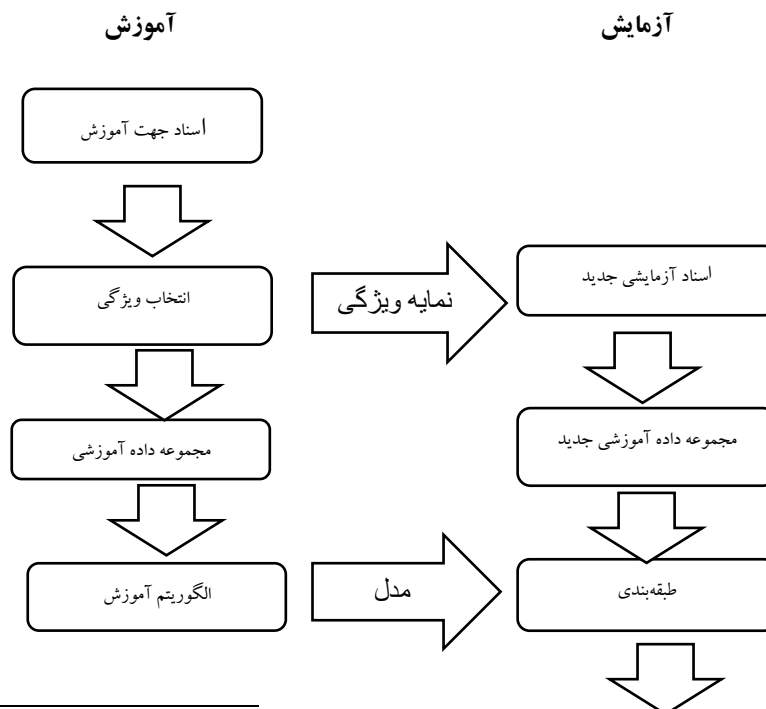 آموزش
آزمایش
اسناد جهت آموزش
انتخاب ویژگی
نمایه ویژگی
اسناد آزمایشی جدید
مجموعه داده آموزشی
مجموعه داده آموزشی جدید
الگوریتم آموزش
مدل
طبقه‌بندی